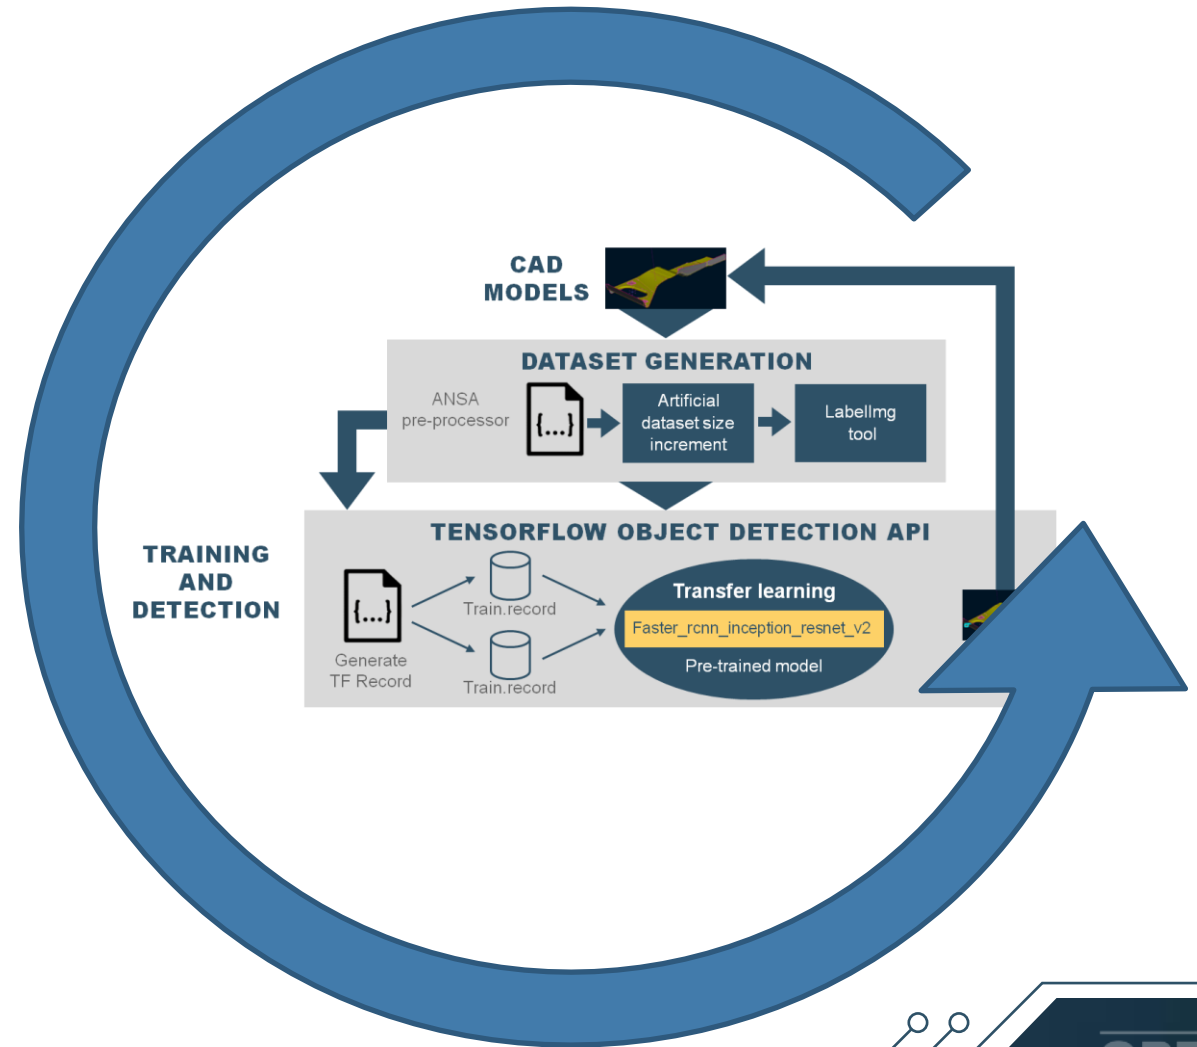 CAD
MODELS
DATASET GENERATION
ANSA
pre-processor
{...}
Artificial
dataset size
increment
LabelImg
tool
TRAINING
AND
DETECTION
TENSORFLOW OBJECT DETECTION API
{...}
Generate
TF Record
Train.record
Train.record
Transfer learning
Faster_rcnn_inception_resnet_v2
Pre-trained model